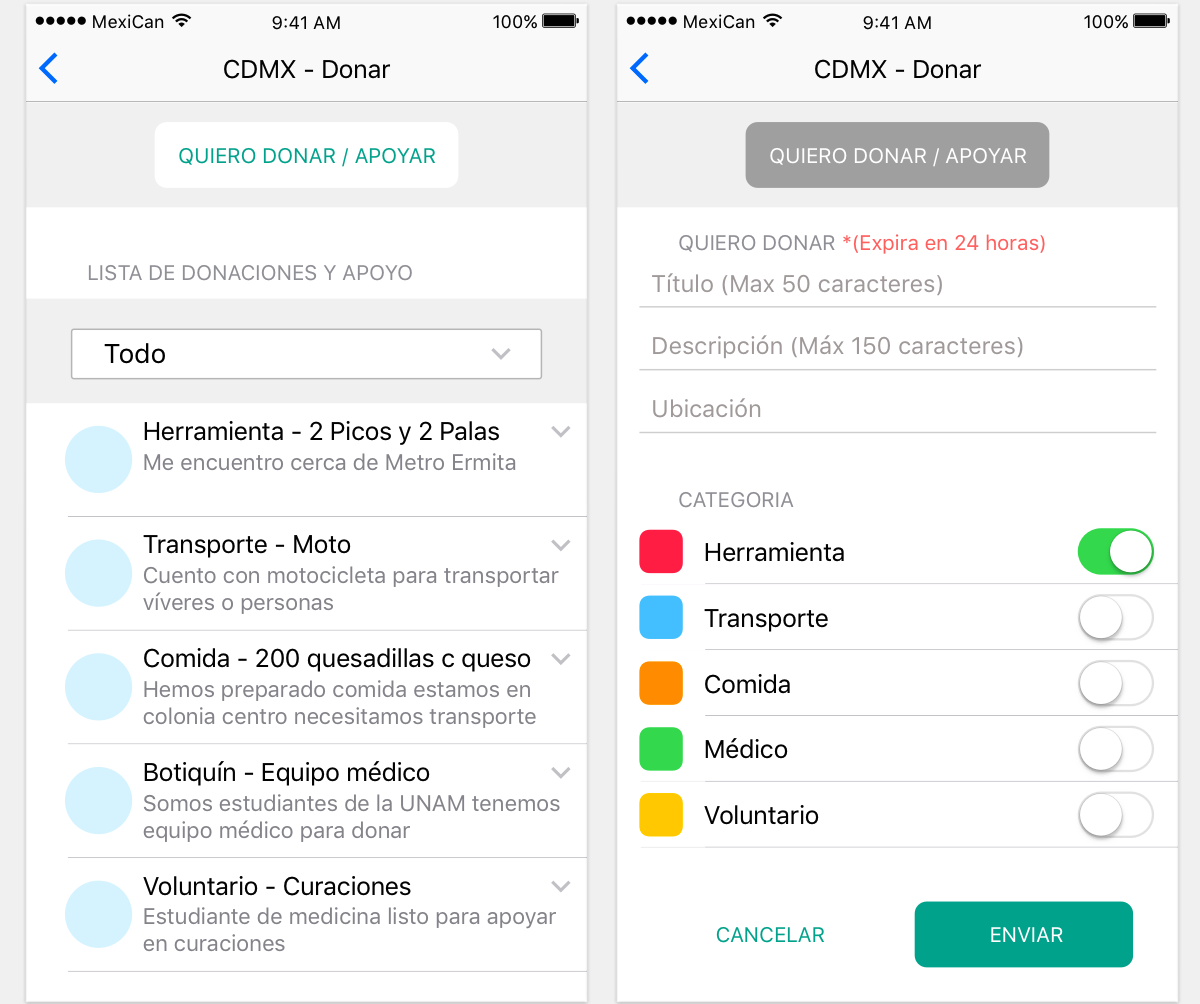 MexiCan
9:41 AM
100%
CDMX - Donar
QUIERO DONAR / APOYAR
LISTA DE DONACIONES Y APOYO
Todo
Herramienta - 2 Picos y 2 Palas
Me encuentro cerca de Metro Ermita
Transporte - Moto
Cuento con motocicleta para transportar
víveres o personas
Comida - 200 quesadillas c queso
Hemos preparado comida estamos en
colonia centro necesitamos transporte
Botiquín - Equipo médico
Somos estudiantes de la UNAM tenemos
equipo médico para donar
Voluntario - Curaciones
Estudiante de medicina listo para apoyar
en curaciones
MexiCan
9:41 AM
100%
CDMX - Donar
QUIERO DONAR / APOYAR
QUIERO DONAR *(Expira en 24 horas)
Título (Max 50 caracteres)
Descripción (Máx 150 caracteres)
Ubicación
CATEGORIA
Herramienta
Transporte
Comida
Médico
Voluntario
CANCELAR
ENVIAR